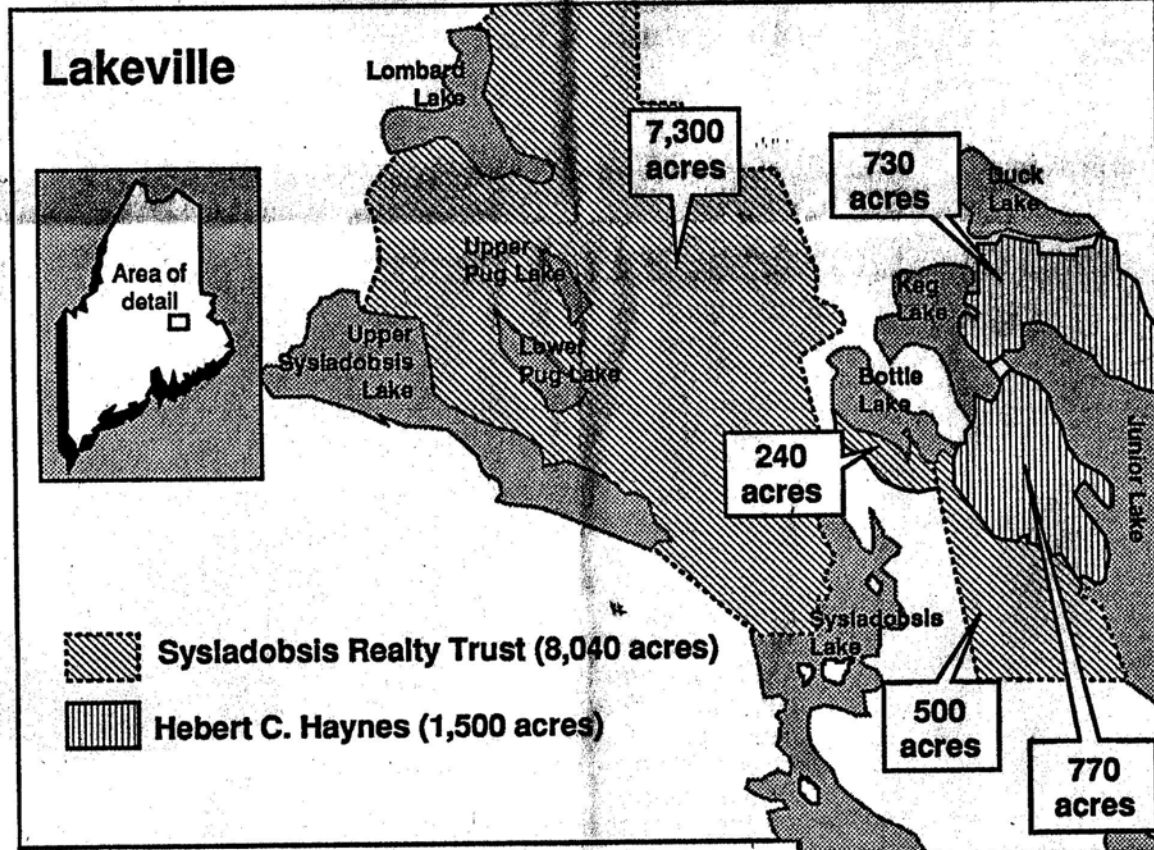 Lakeville
Lombard
Lake
7,300
acres
730
acres
Duck
Lake
Area of
detail
Upper
Pug Lake
Keg
Lake
Upper
Sysladobsis
Lake
Lower
Pug Lake
Bottle
Lake
240
acres
Junior Lake
Sysladobsis
Lake
Sysladobsis Realty Trust (8,040 acres)
Hebert C. Haynes (1,500 acres)
500
acres
770
acres